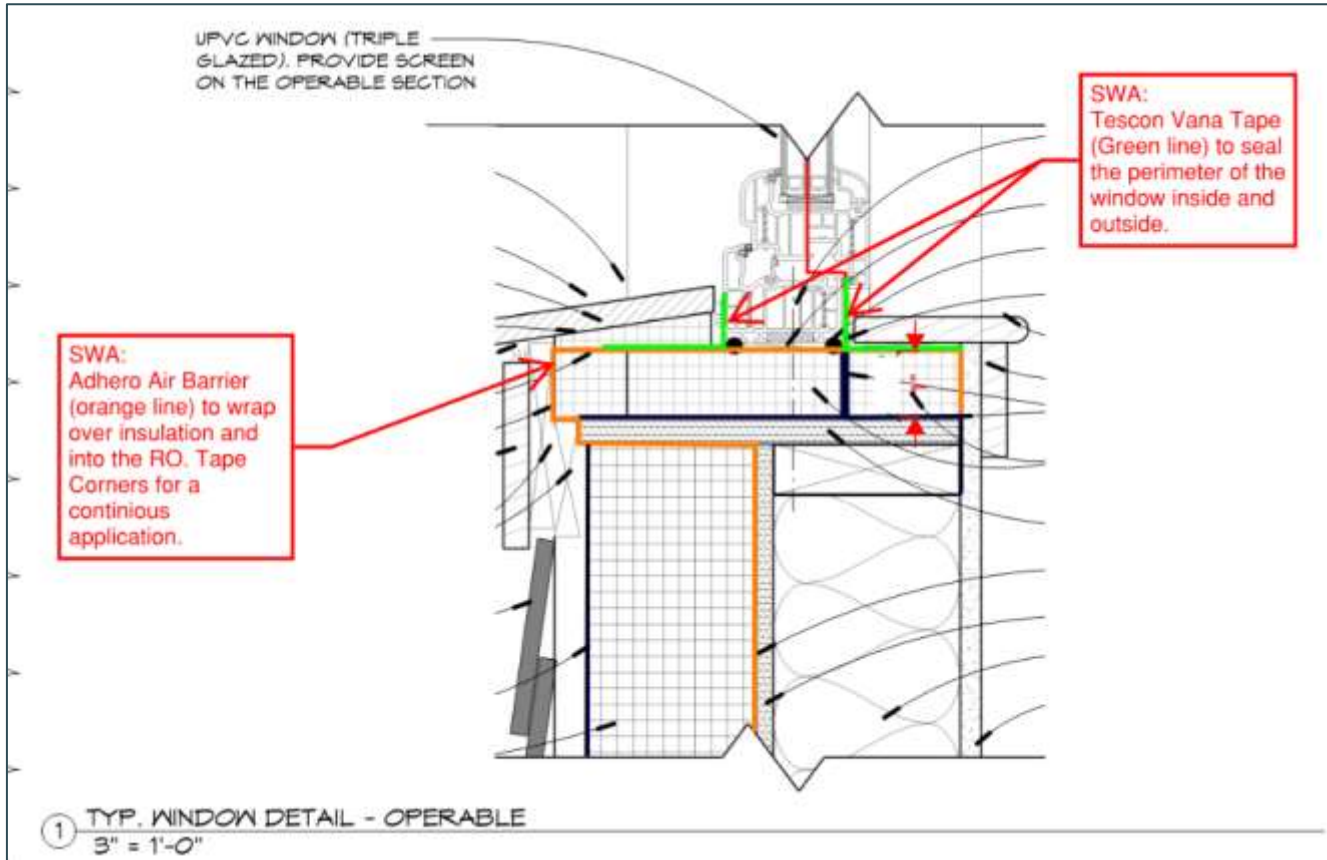 UPVC WINDOW (TRIPLE
GLAZED). PROVIDE SCREEN
ON THE OPERABLE SECTION
SWA:
Tescon Vana Tape
(Green line) to seal
the perimeter of the
window inside and
outside.
SWA:
Adhero Air Barrier
(orange line) to wrap
over insulation and
into the RO. Tape
Corners for a
continious
application.
1 TYP. WINDOW DETAIL - OPERABLE
3" = 1'-0"